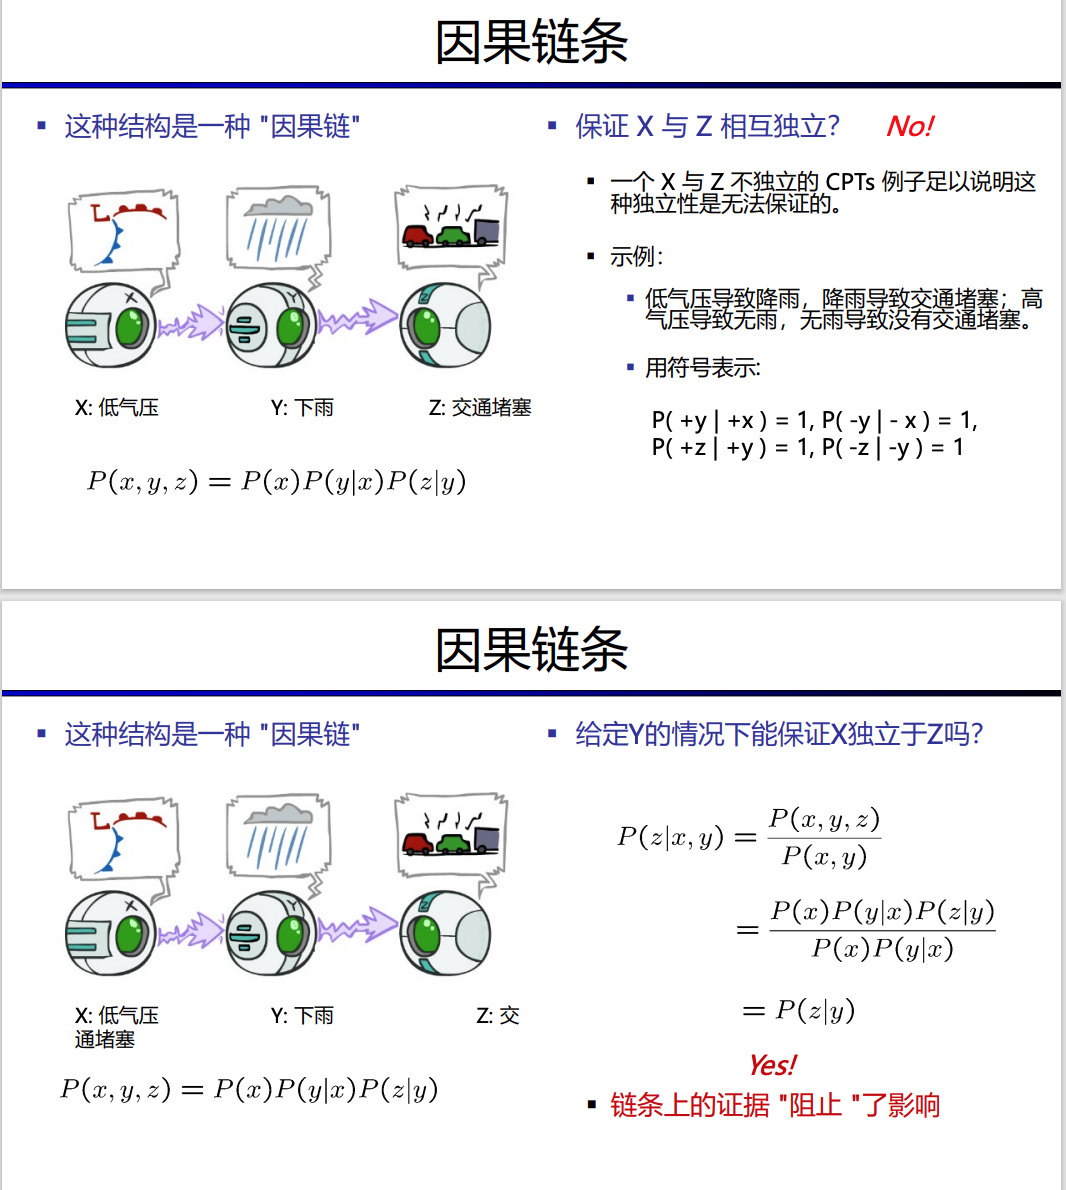 因果链条
▪ 这种结构是一种 "因果链"
L
X
Y
Z
X: 低气压 Y: 下雨 Z: 交通堵塞
P(x, y, z) = P(x)P(y|x)P(z|y)
▪ 保证 X 与 Z 相互独立? No!
▪ 一个 X 与 Z 不独立的 CPTs 例子足以说明这
种独立性是无法保证的。
▪ 示例：
▪ 低气压导致降雨，降雨导致交通堵塞；高
气压导致无雨，无雨导致没有交通堵塞。
▪ 用符号表示:
P( +y | +x ) = 1, P( -y | - x ) = 1,
P( +z | +y ) = 1, P( -z | -y ) = 1
因果链条
▪ 这种结构是一种 "因果链"
L
X
Y
Z
X: 低气压 Y: 下雨 Z: 交
通堵塞
P(x, y, z) = P(x)P(y|x)P(z|y)
▪ 给定Y的情况下能保证X独立于Z吗?
P(z|x, y) = P(x, y, z) / P(x, y)
= P(x)P(y|x)P(z|y) / P(x)P(y|x)
= P(z|y)
Yes!
▪ 链条上的证据 "阻止 "了影响